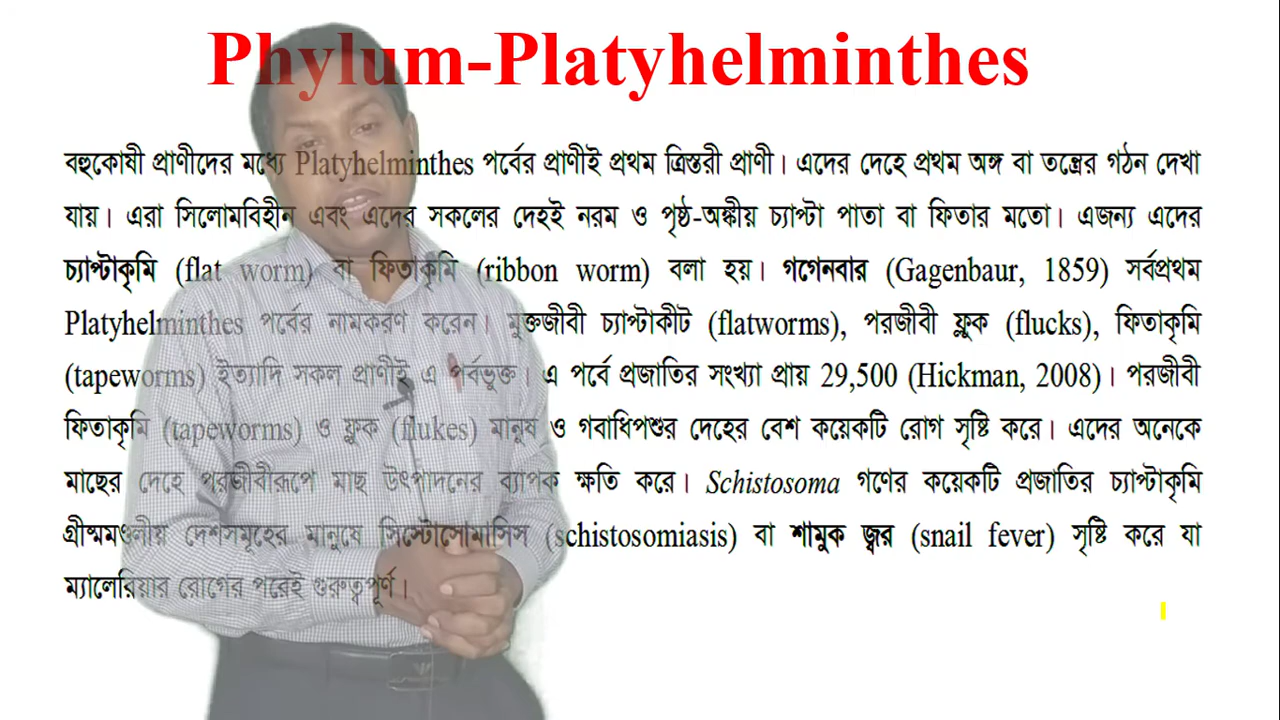 Phylum-Platyhelminthes
বহুকোষী প্রাণীদের মধ্যে Platyhelminthes পর্বের প্রাণীই প্রথম ত্রিস্তরী প্রাণী। এদের দেহে প্রথম অঙ্গ বা তন্ত্রের গঠন দেখা
যায়। এরা সিলোমবিহীন এবং এদের সকলের দেহই নরম ও পৃষ্ঠ-অঙ্কীয় চ্যাপ্টা পাতা বা ফিতার মতো। এজন্য এদের
চ্যাপ্টাকৃমি (flat worm) বা ফিতাকৃমি (ribbon worm) বলা হয়। গগেনবার (Gagenbaur, 1859) সর্বপ্রথম
Platyhelminthes পর্বের নামকরণ করেন। মুক্তজীবী চ্যাপ্টাকীট (flatworms), পরজীবী ফ্লুক (flucks), ফিতাকৃমি
(tapeworms) ইত্যাদি সকল প্রাণীই এ পর্বভূক্ত। এ পর্বে প্রজাতির সংখ্যা প্রায় 29,500 (Hickman, 2008)। পরজীবী
ফিতাকৃমি (tapeworms) ও ফ্লুক (flukes) মানুষ ও গবাধিপশুর দেহের বেশ কয়েকটি রোগ সৃষ্টি করে। এদের অনেকে
মাছের দেহে পরজীবীরূপে মাছ উৎপাদনের ব্যাপক ক্ষতি করে। Schistosoma গণের কয়েকটি প্রজাতির চ্যাপ্টাকৃমি
গ্রীষ্মমণ্ডলীয় দেশসমূহের মানুষে সিস্টোসোমাসিস (schistosomiasis) বা শামুক জ্বর (snail fever) সৃষ্টি করে যা
ম্যালেরিয়ার রোগের পরেই গুরুত্বপূর্ণ।